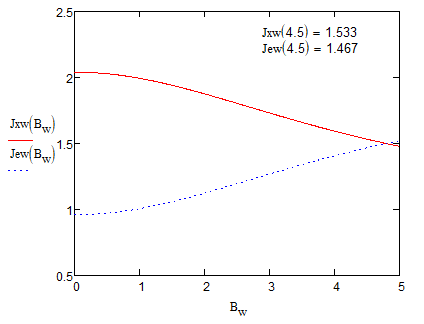 2.5
Jxw(4.5) = 1.533
Jew(4.5) = 1.467
2
Jxw(Bw)
Jew(Bw)
1.5
1
0.5
0 1 2 3 4 5
Bw